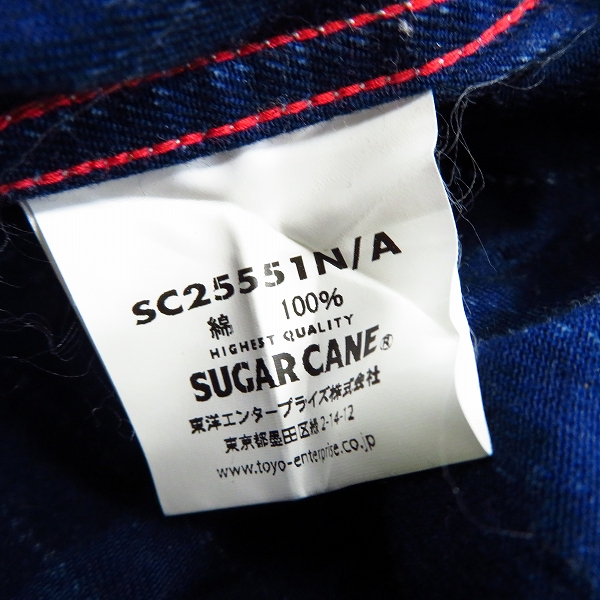 SC25551N/A
綿 100%
HIGHEST QUALITY
SUGAR CANE®
東洋エンタープライズ株式会社
東京都墨田区緑2-14-12
www.toyo-enterprise.co.jp